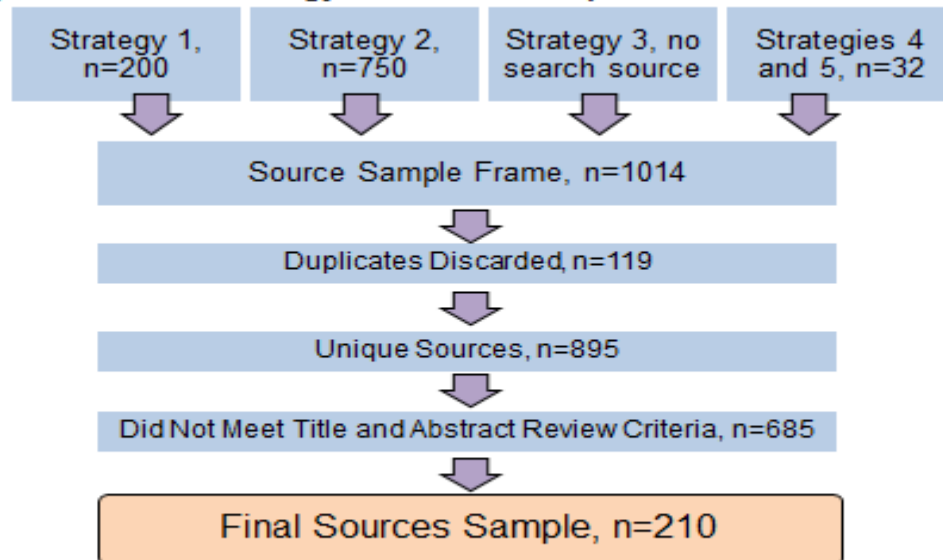 Strategy 1,
n=200
Strategy 2,
n=750
Strategy 3, no
search source
Strategies 4
and 5, n=32
Source Sample Frame, n=1014
Duplicates Discarded, n=119
Unique Sources, n=895
Did Not Meet Title and Abstract Review Criteria, n=685
Final Sources Sample, n=210